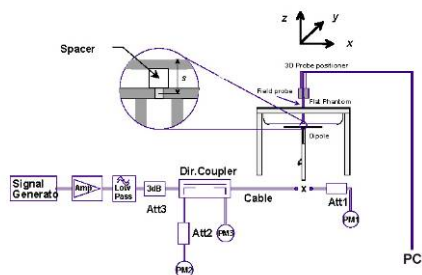 z
y
x
Spacer
s
3D Probe positioner
Field probe
Flat Phantom
Dipole
Dir.Coupler
Signal
Generato
Amp
Low
Pass
3dB
Att3
Cable
x
Att1
PM1
Att2
PM3
PM2
PC